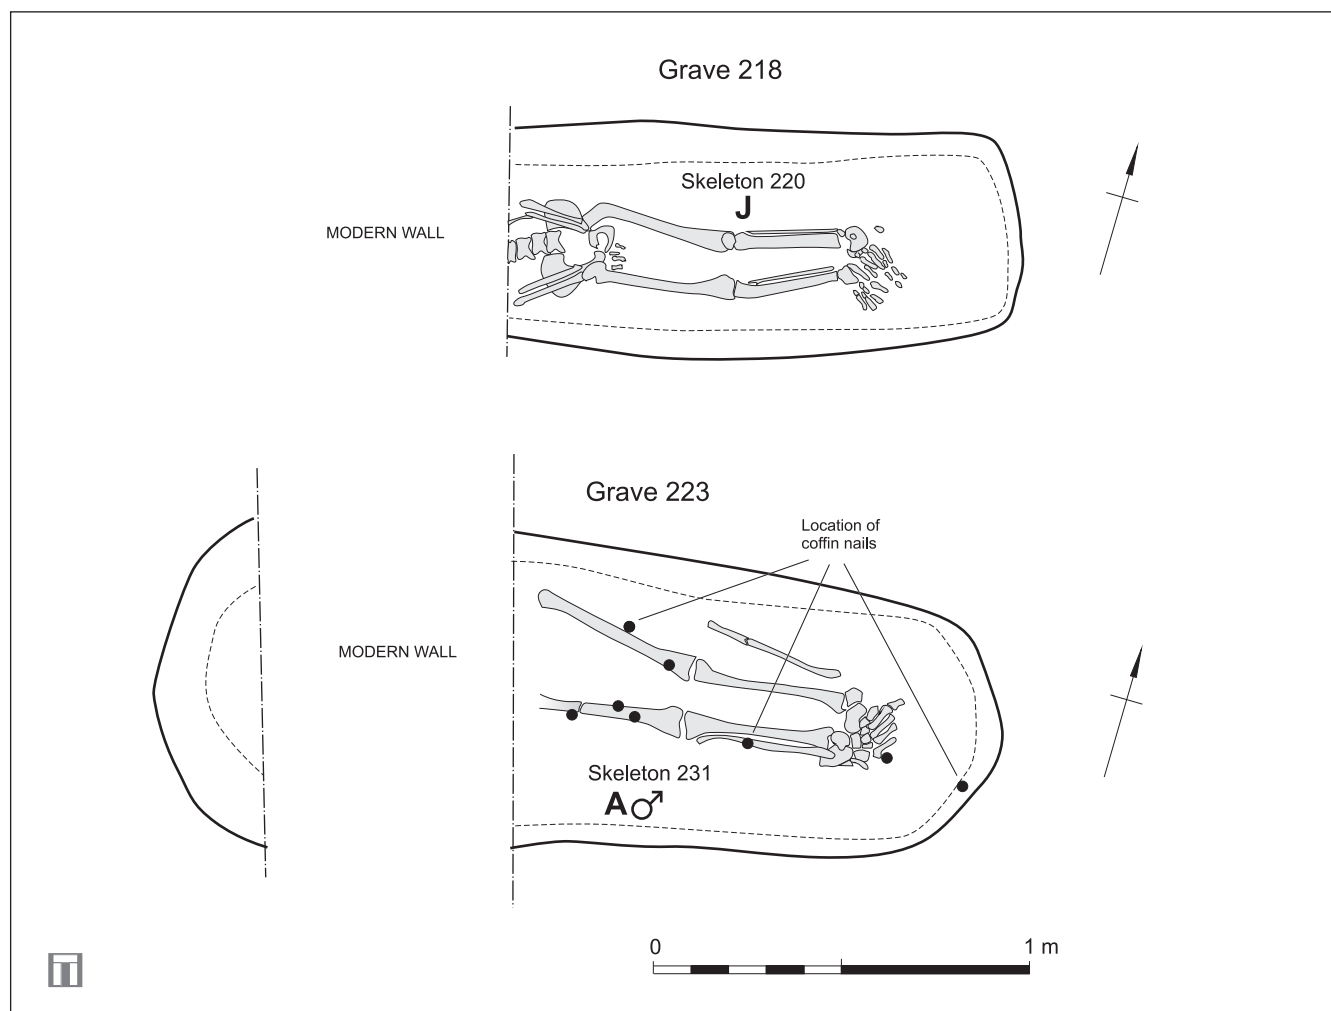 Grave 218
Skeleton 220
J
MODERN WALL
Grave 223
Location of
coffin nails
MODERN WALL
Skeleton 231
A♂
0
1 m